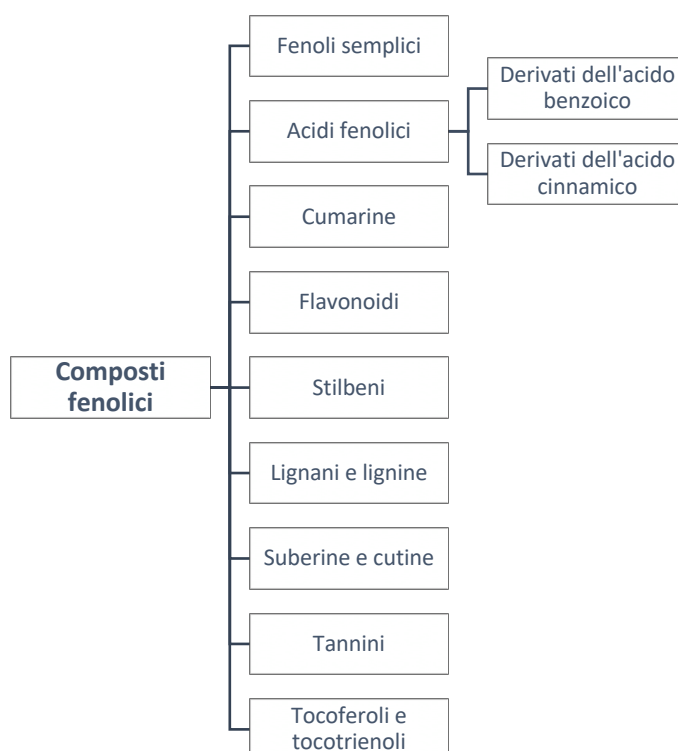 Fenoli semplici
Derivati dell'acido
benzoico
Acidi fenolici
Derivati dell'acido
cinnamico
Cumarine
Flavonoidi
Composti
fenolici
Stilbeni
Lignani e lignine
Suberine e cutine
Tannini
Tocoferoli e
tocotrienoli